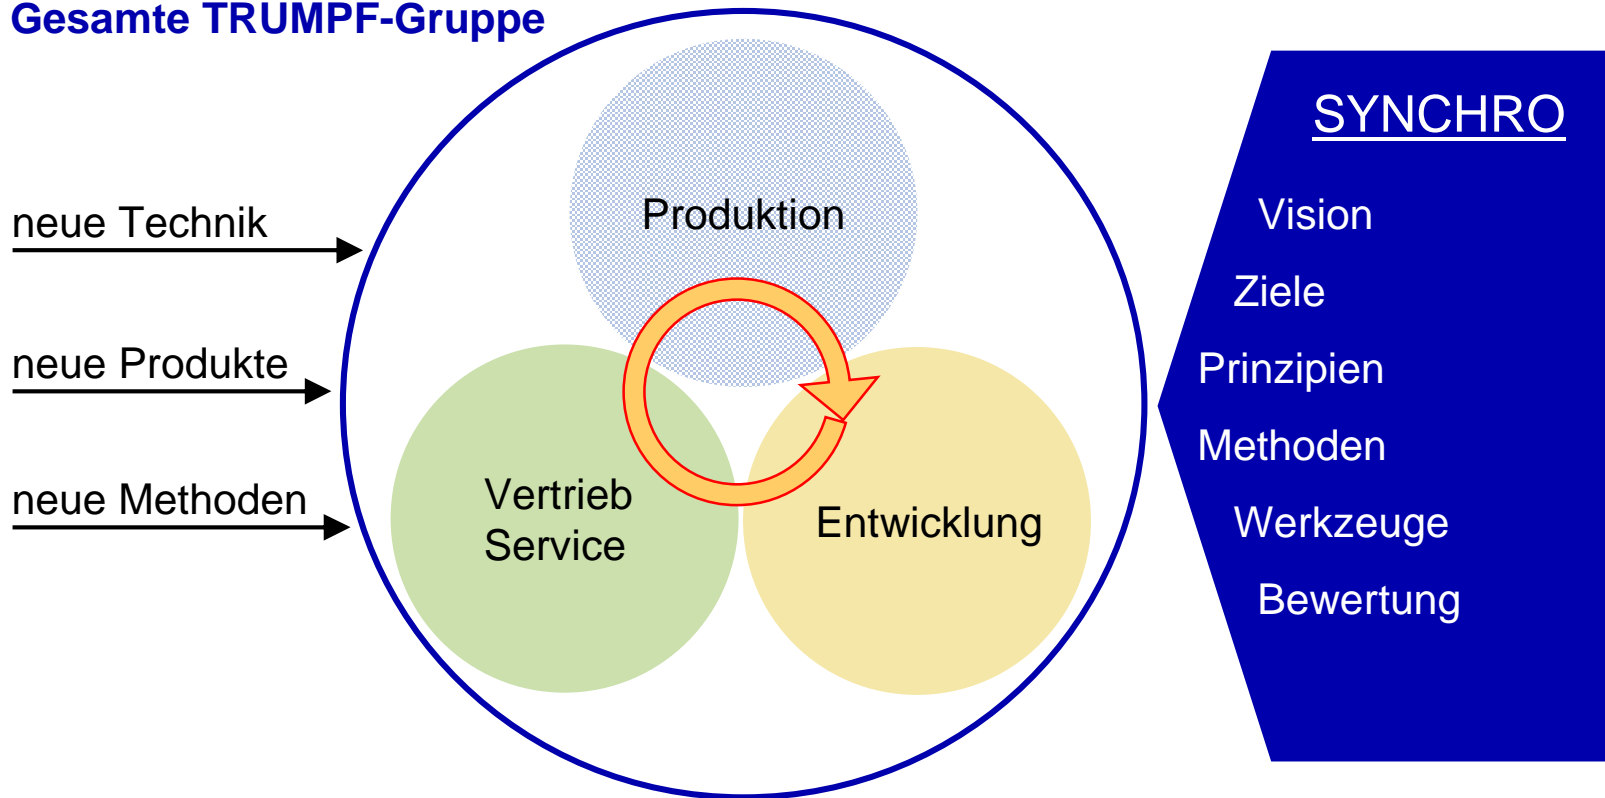 Gesamte TRUMPF-Gruppe
neue Technik
neue Produkte
neue Methoden
Produktion
Vertrieb
Service
Entwicklung
SYNCHRO
Vision
Ziele
Prinzipien
Methoden
Werkzeuge
Bewertung